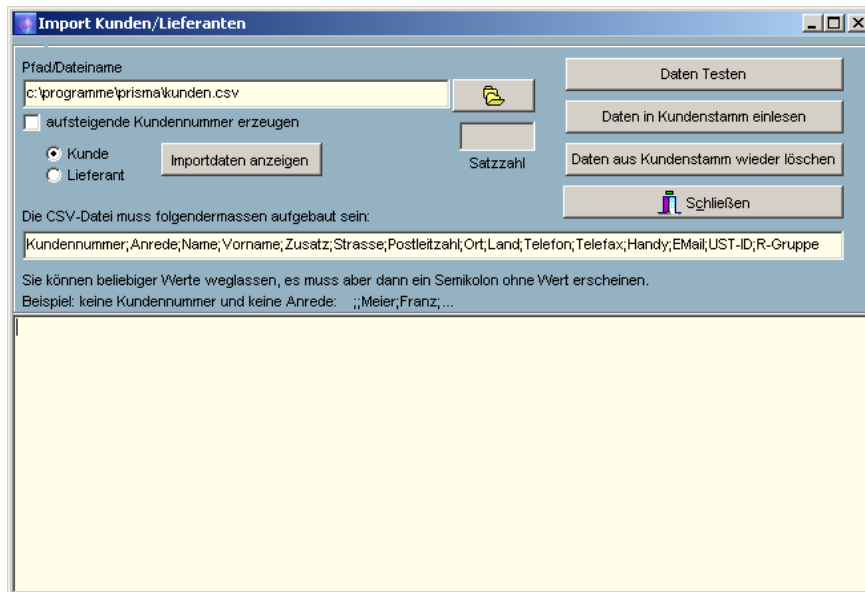 Import Kunden/Lieferanten
Pfad/Dateiname
c:\programme\prisma\kunden.csv
aufsteigende Kundennummer erzeugen
Kunde
Lieferant
Importdaten anzeigen
Satzzahl
Daten Testen
Daten in Kundenstamm einlesen
Daten aus Kundenstamm wieder löschen
Schließen
Die CSV-Datei muss folgendermassen aufgebaut sein:
Kundennummer;Anrede;Name;Vorname;Zusatz;Strasse;Postleitzahl;Ort;Land;Telefon;Telefax;Handy;EMail;UST-ID;R-Gruppe
Sie können beliebiger Werte weglassen, es muss aber dann ein Semikolon ohne Wert erscheinen.
Beispiel: keine Kundennummer und keine Anrede: ;;Meier;Franz;...